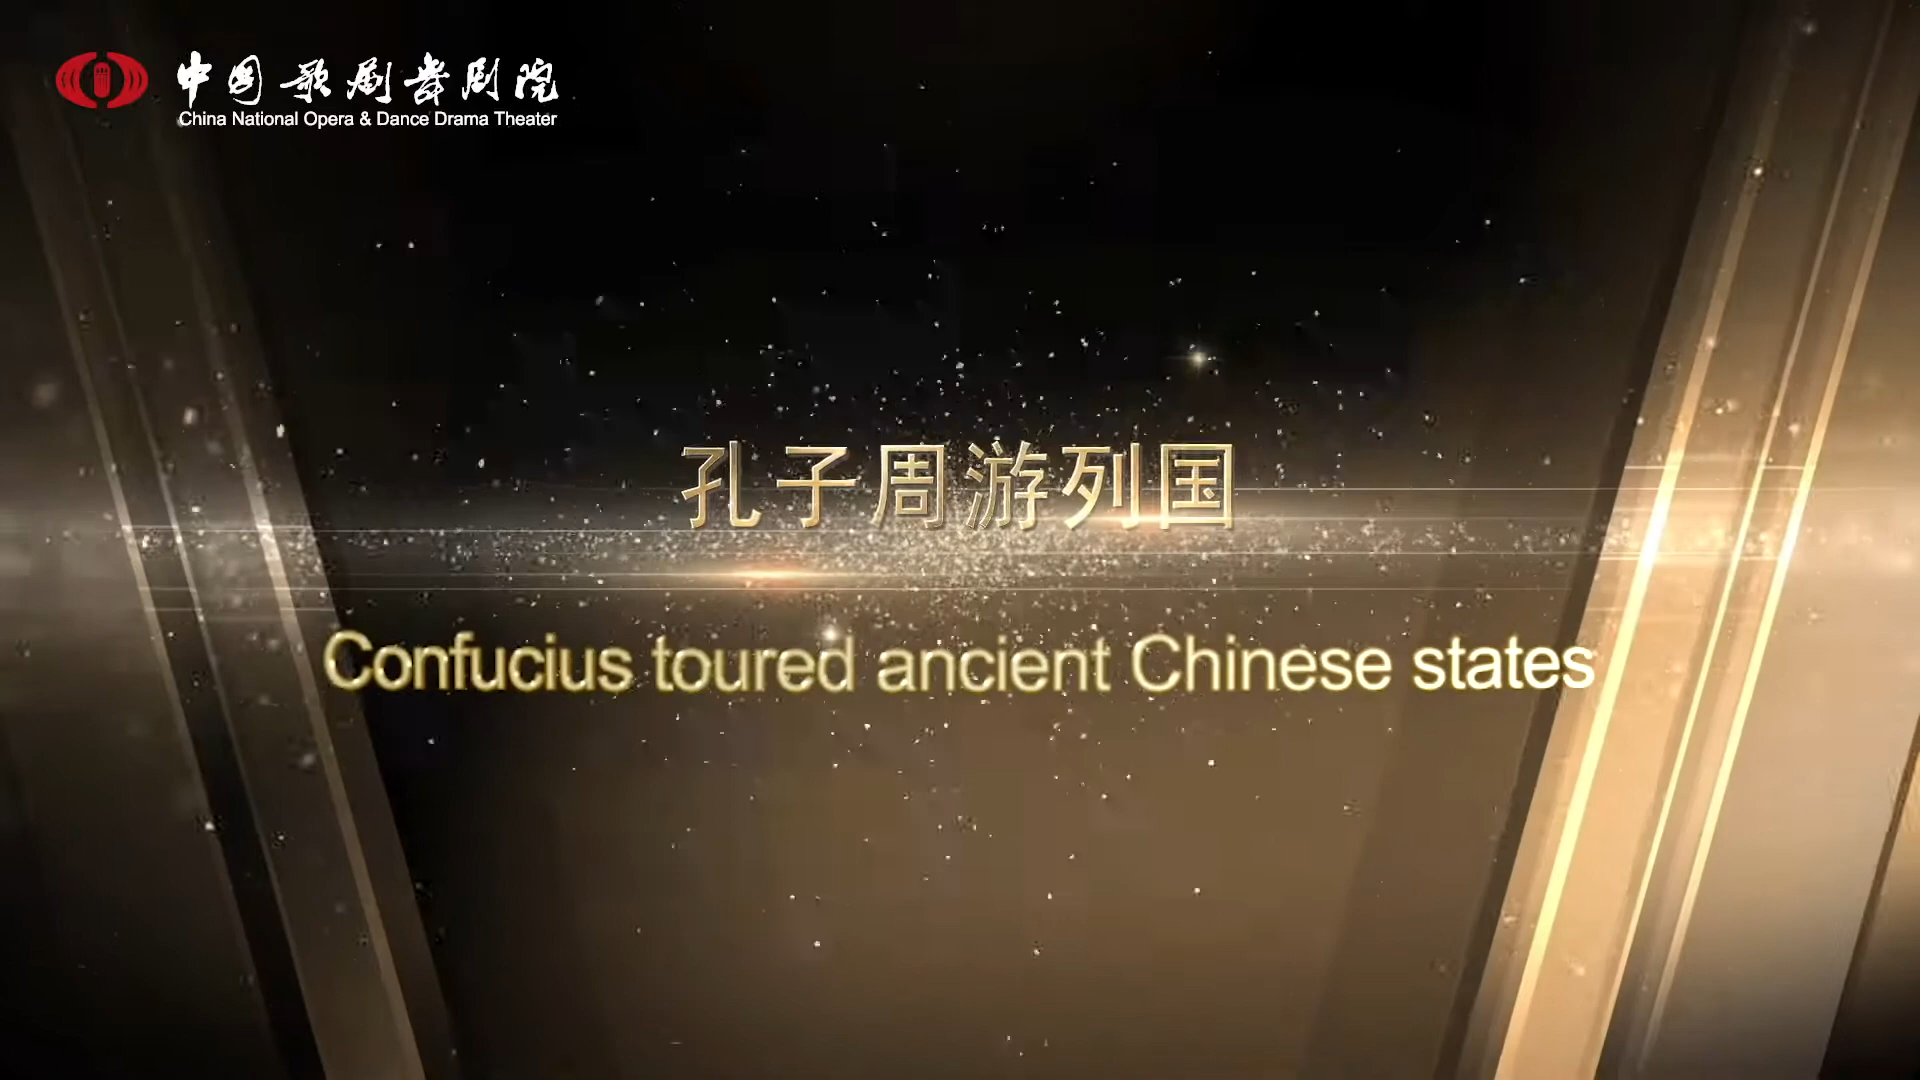 中国歌剧舞剧院
China National Opera & Dance Drama Theater
孔子周游列国
Confucius toured ancient Chinese states